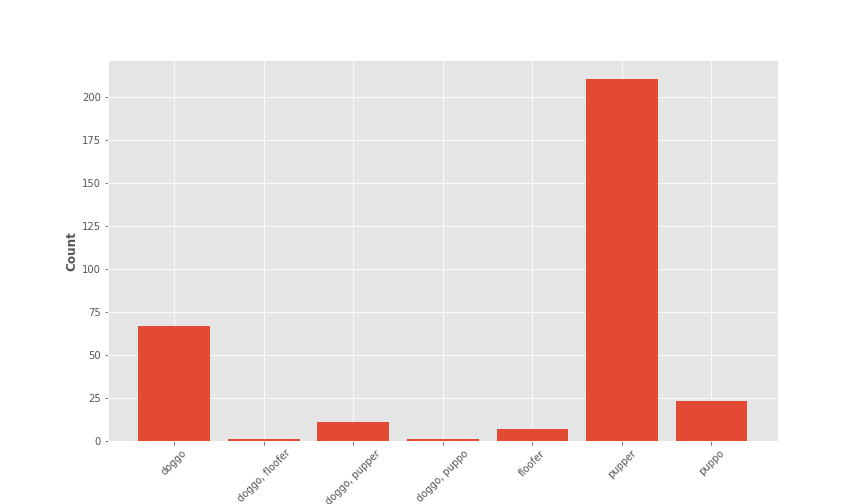 200
175
150
125
100
75
50
25
0
Count
doggo
doggo, floofer
doggo, pupper
doggo, puppo
floofer
pupper
puppo